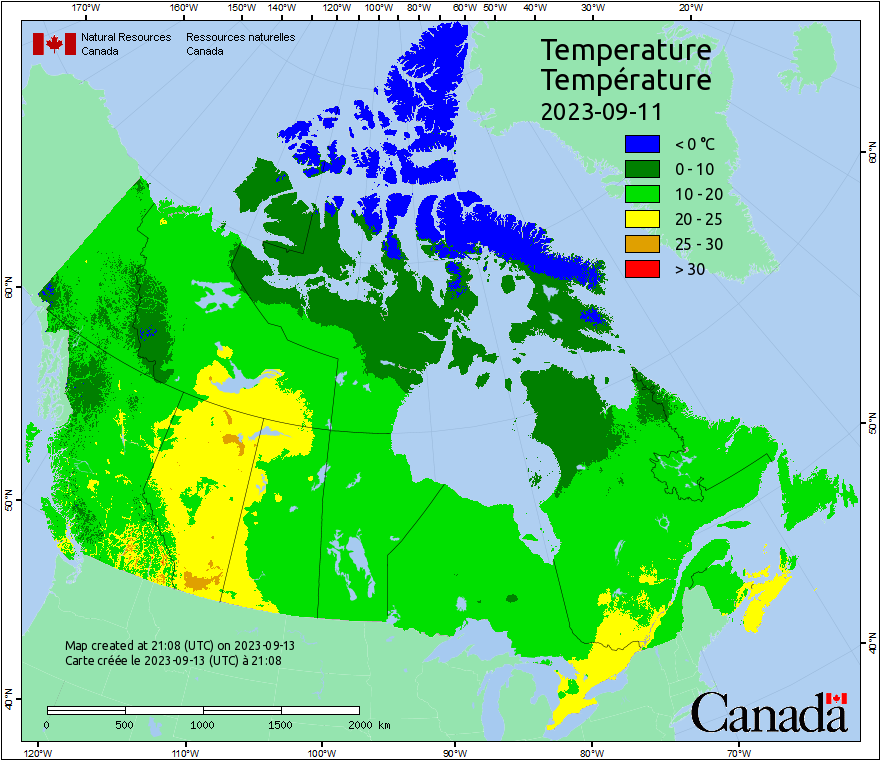 170°W 160°W 150°W 140°W 130°W 120°W 110°W 100°W 90°W 80°W 70°W 60°W 50°W 40°W 30°W 20°W
Natural Resources Canada
Ressources naturelles Canada
Temperature
Température
2023-09-11
< 0 °C
0 - 10
10 - 20
20 - 25
25 - 30
> 30
60°N
60°N
50°N
50°N
40°N
40°N
Map created at 21:08 (UTC) on 2023-09-13
Carte créée le 2023-09-13 (UTC) à 21:08
0 500 1000 1500 2000 km
Canada
120°W 110°W 100°W 90°W 80°W 70°W